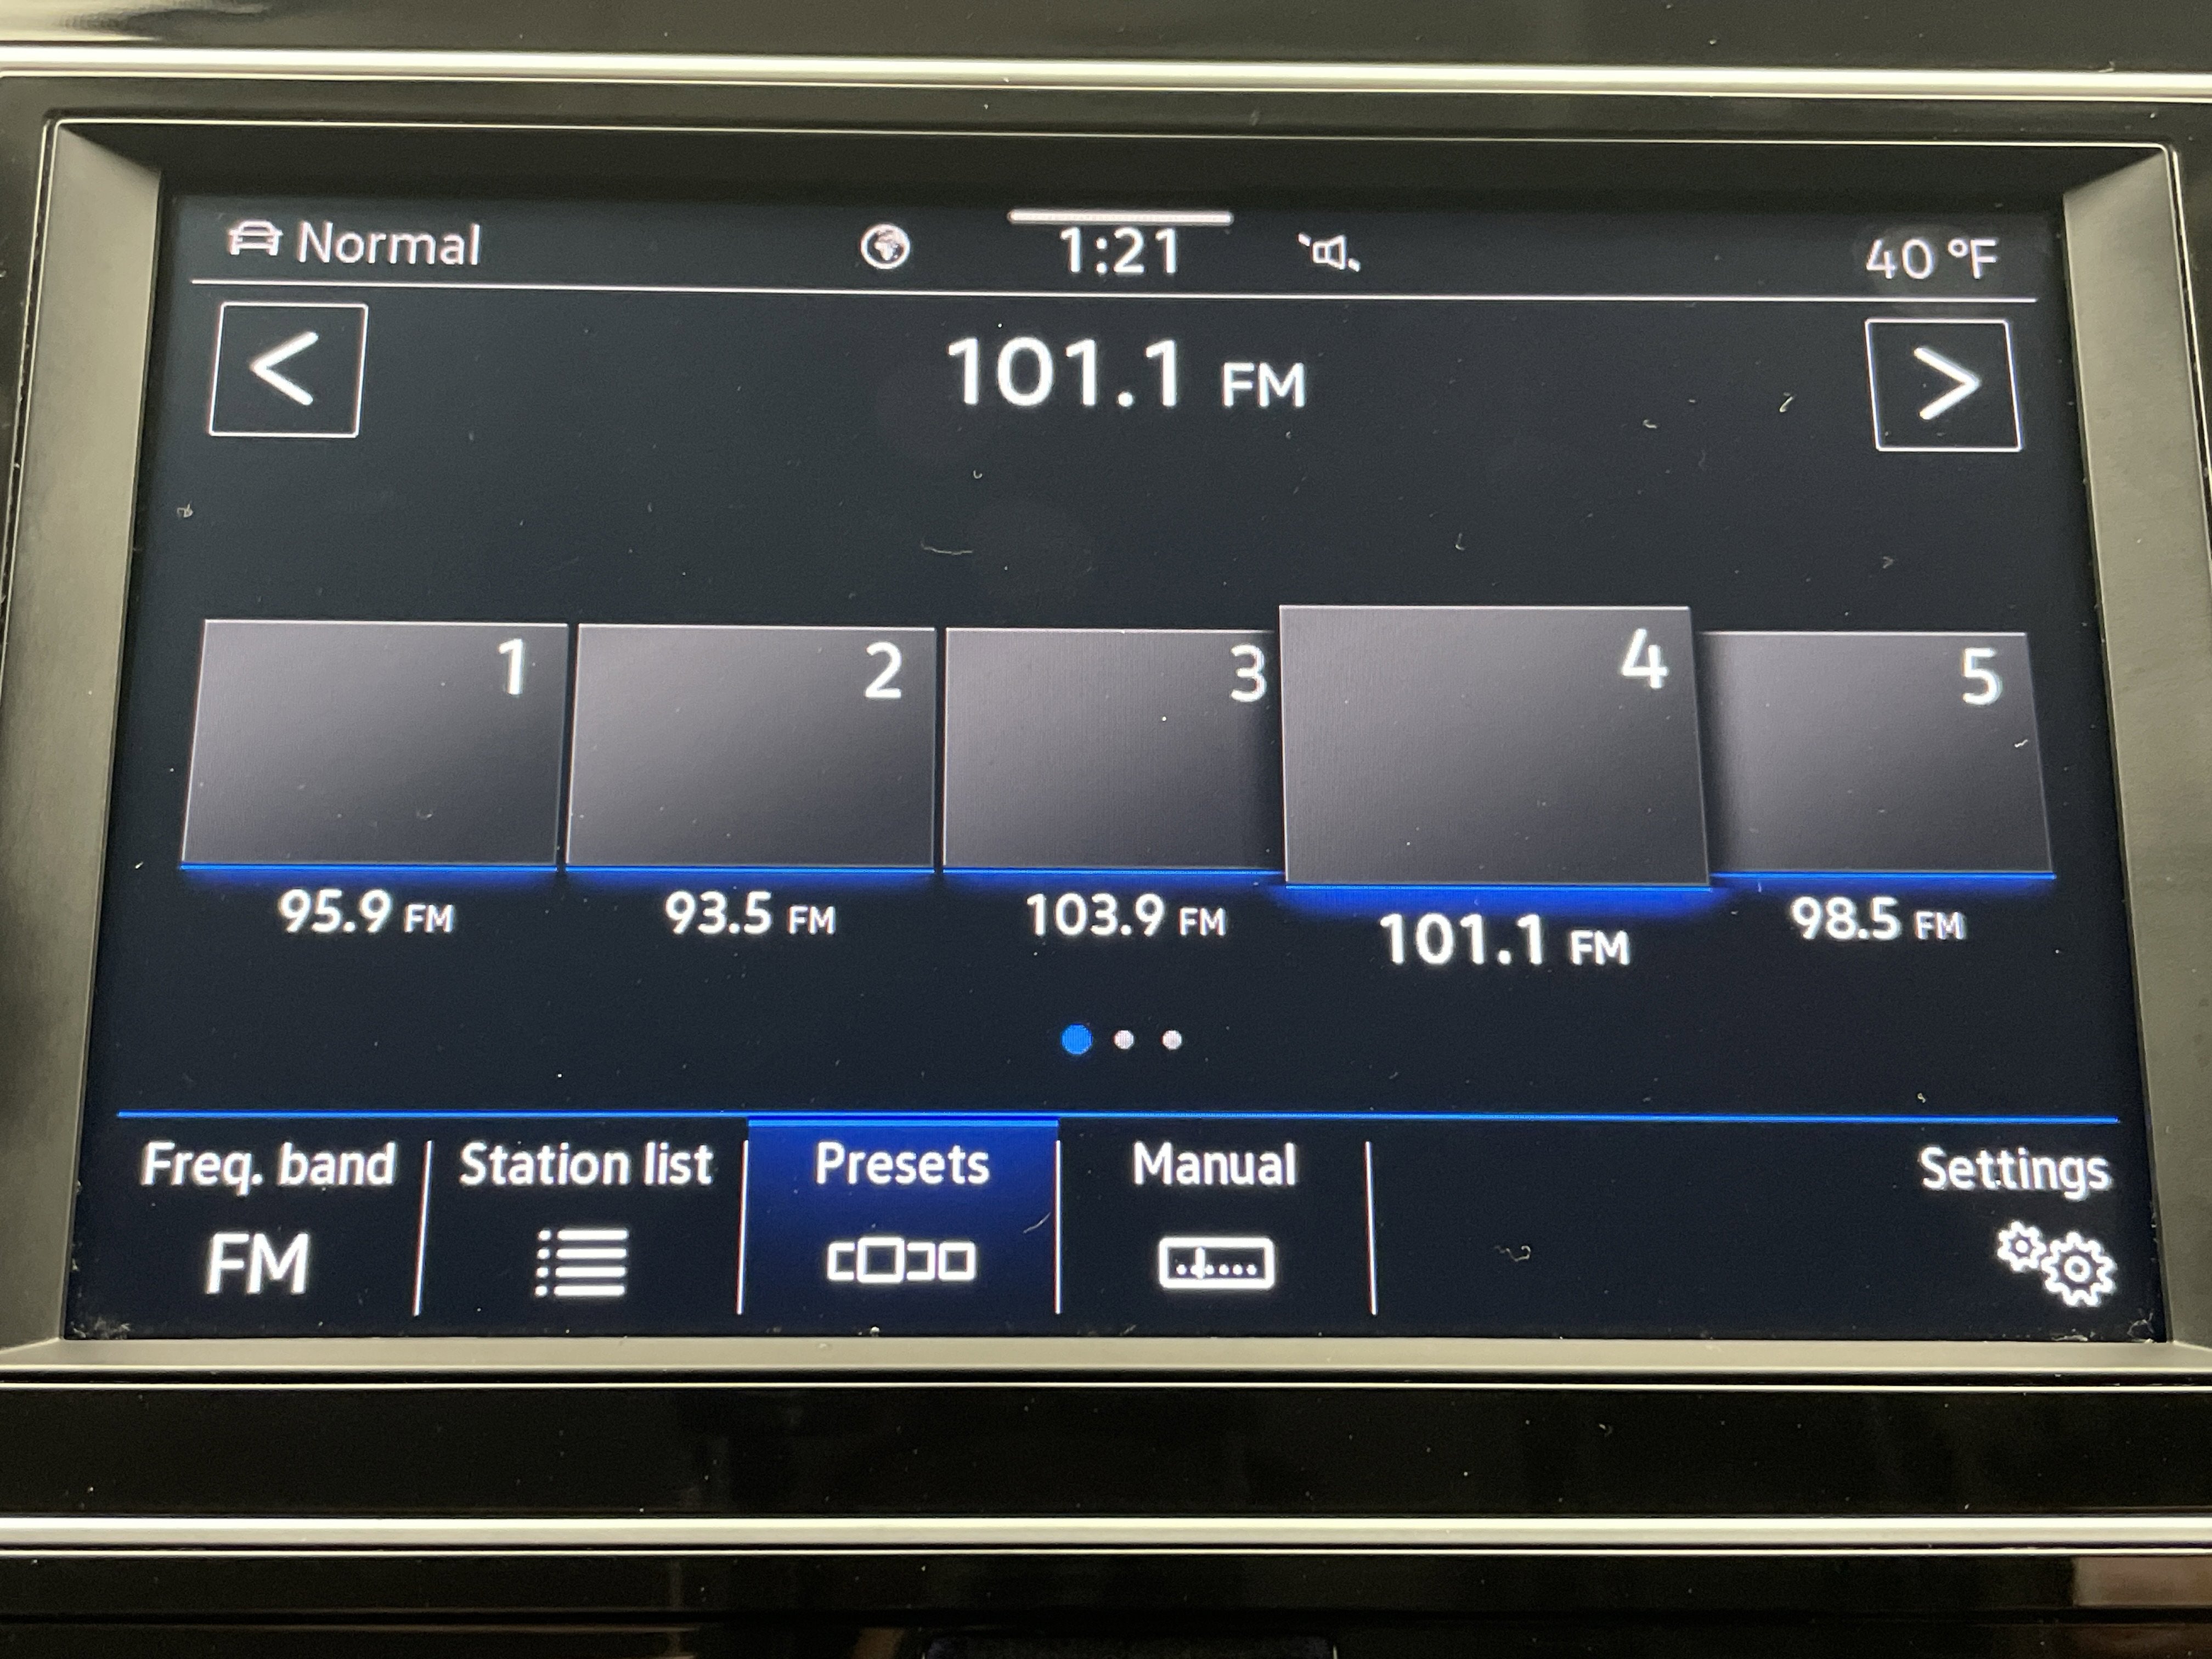 Normal 1:21 40 °F
< 101.1 FM >
1 2 3 4 5
95.9 FM 93.5 FM 103.9 FM 101.1 FM 98.5 FM
Freq. band Station list Presets Manual Settings
FM